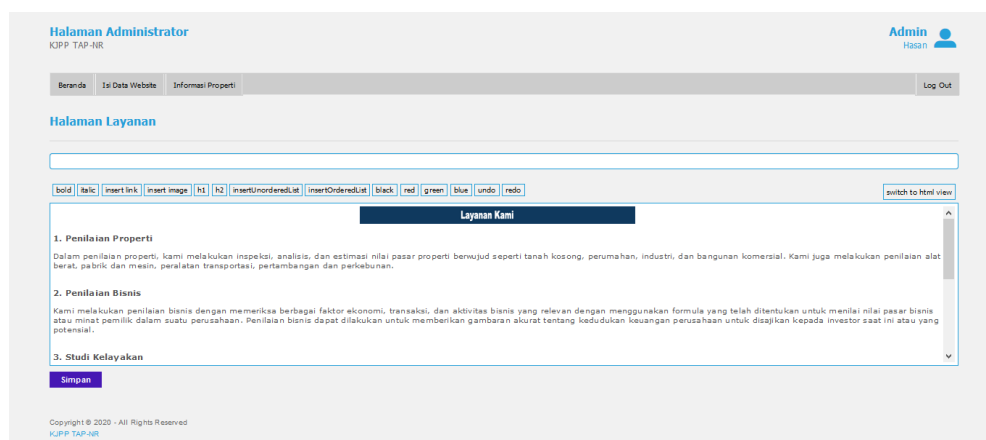 Halaman Administrator
KJPP TAP-NR
Admin
Hasan
Beranda Isi Data Website Informasi Properti Log Out
Halaman Layanan
bold italic insert link insert image h1 h2 insertUnorderedList insertOrderedList black red green blue undo redo
switch to html view
Layanan Kami
1. Penilaian Properti
Dalam penilaian properti, kami melakukan inspeksi, analisis, dan estimasi nilai pasar properti berwujud seperti tanah kosong, perumahan, industri, dan bangunan komersial. Kami juga melakukan penilaian alat
berat, pabrik dan mesin, peralatan transportasi, pertambangan dan perkebunan.
2. Penilaian Bisnis
Kami melakukan penilaian bisnis dengan memeriksa berbagai faktor ekonomi, transaksi, dan aktivitas bisnis yang relevan dengan menggunakan formula yang telah ditentukan untuk menilai nilai pasar bisnis
atau minat pemilik dalam suatu perusahaan. Penilaian bisnis dapat dilakukan untuk memberikan gambaran akurat tentang kedudukan keuangan perusahaan untuk disajikan kepada investor saat ini atau yang
potensial.
3. Studi Kelayakan
Simpan
Copyright © 2020 - All Rights Reserved
KJPP TAP-NR